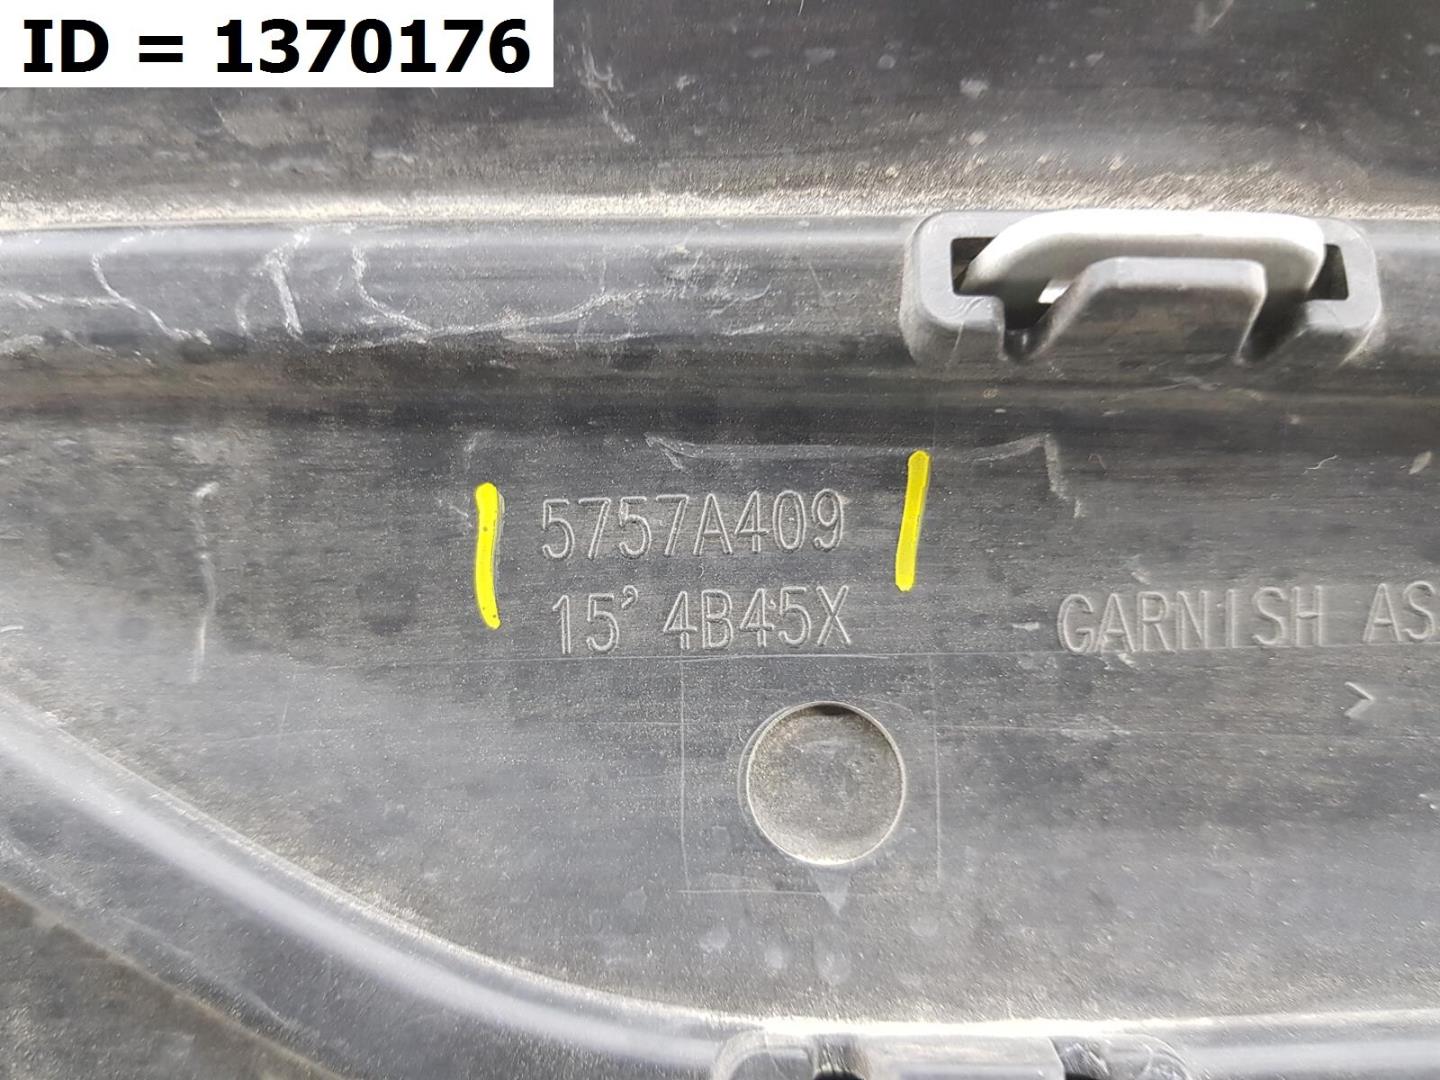 ID = 1370176
5757A409
15' 4B45X
GARNISH AS
>